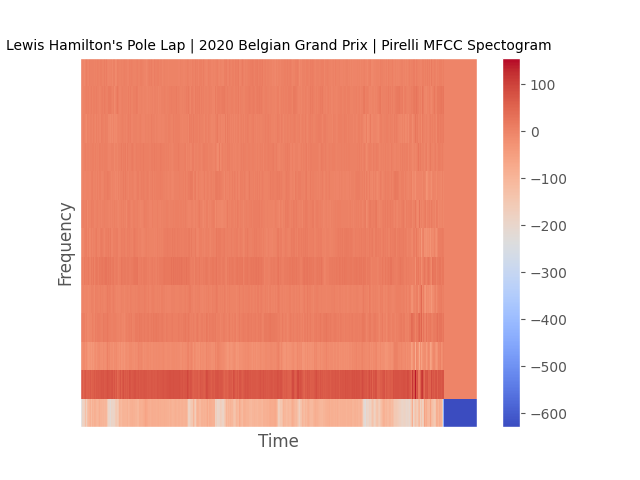 Lewis Hamilton's Pole Lap | 2020 Belgian Grand Prix | Pirelli MFCC Spectogram
Frequency
Time
100
0
−100
−200
−300
−400
−500
−600